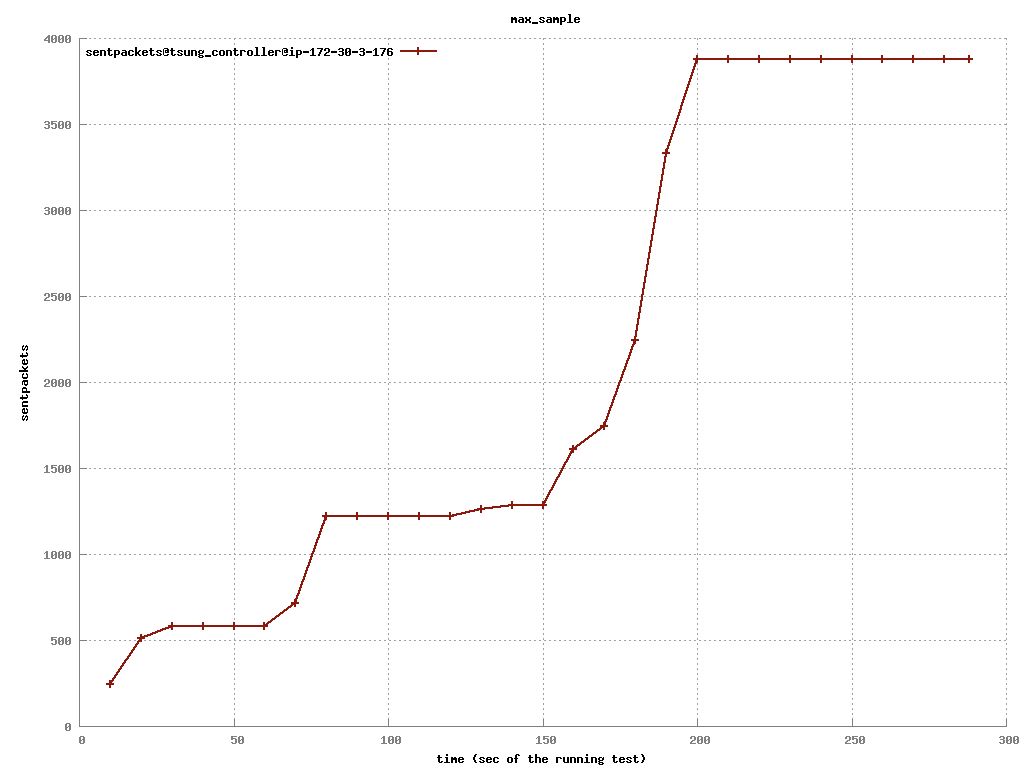 max_sample
sentpackets@tsung_controller@ip-172-30-3-176
4000
3500
3000
2500
2000
1500
1000
500
0
sentpackets
0 50 100 150 200 250 300
time (sec of the running test)